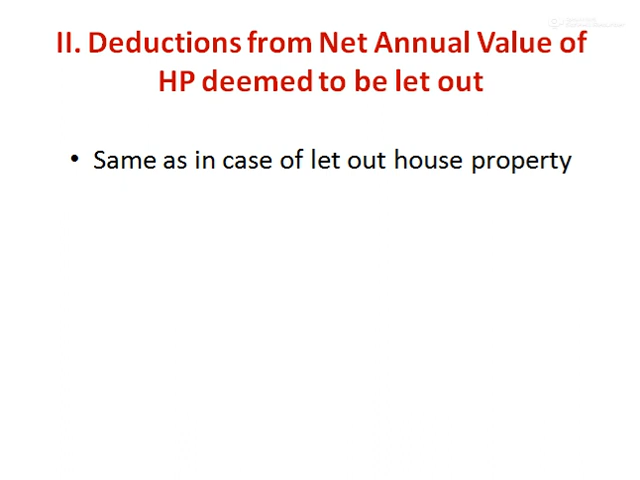 II. Deductions from Net Annual Value of
HP deemed to be let out
• Same as in case of let out house property